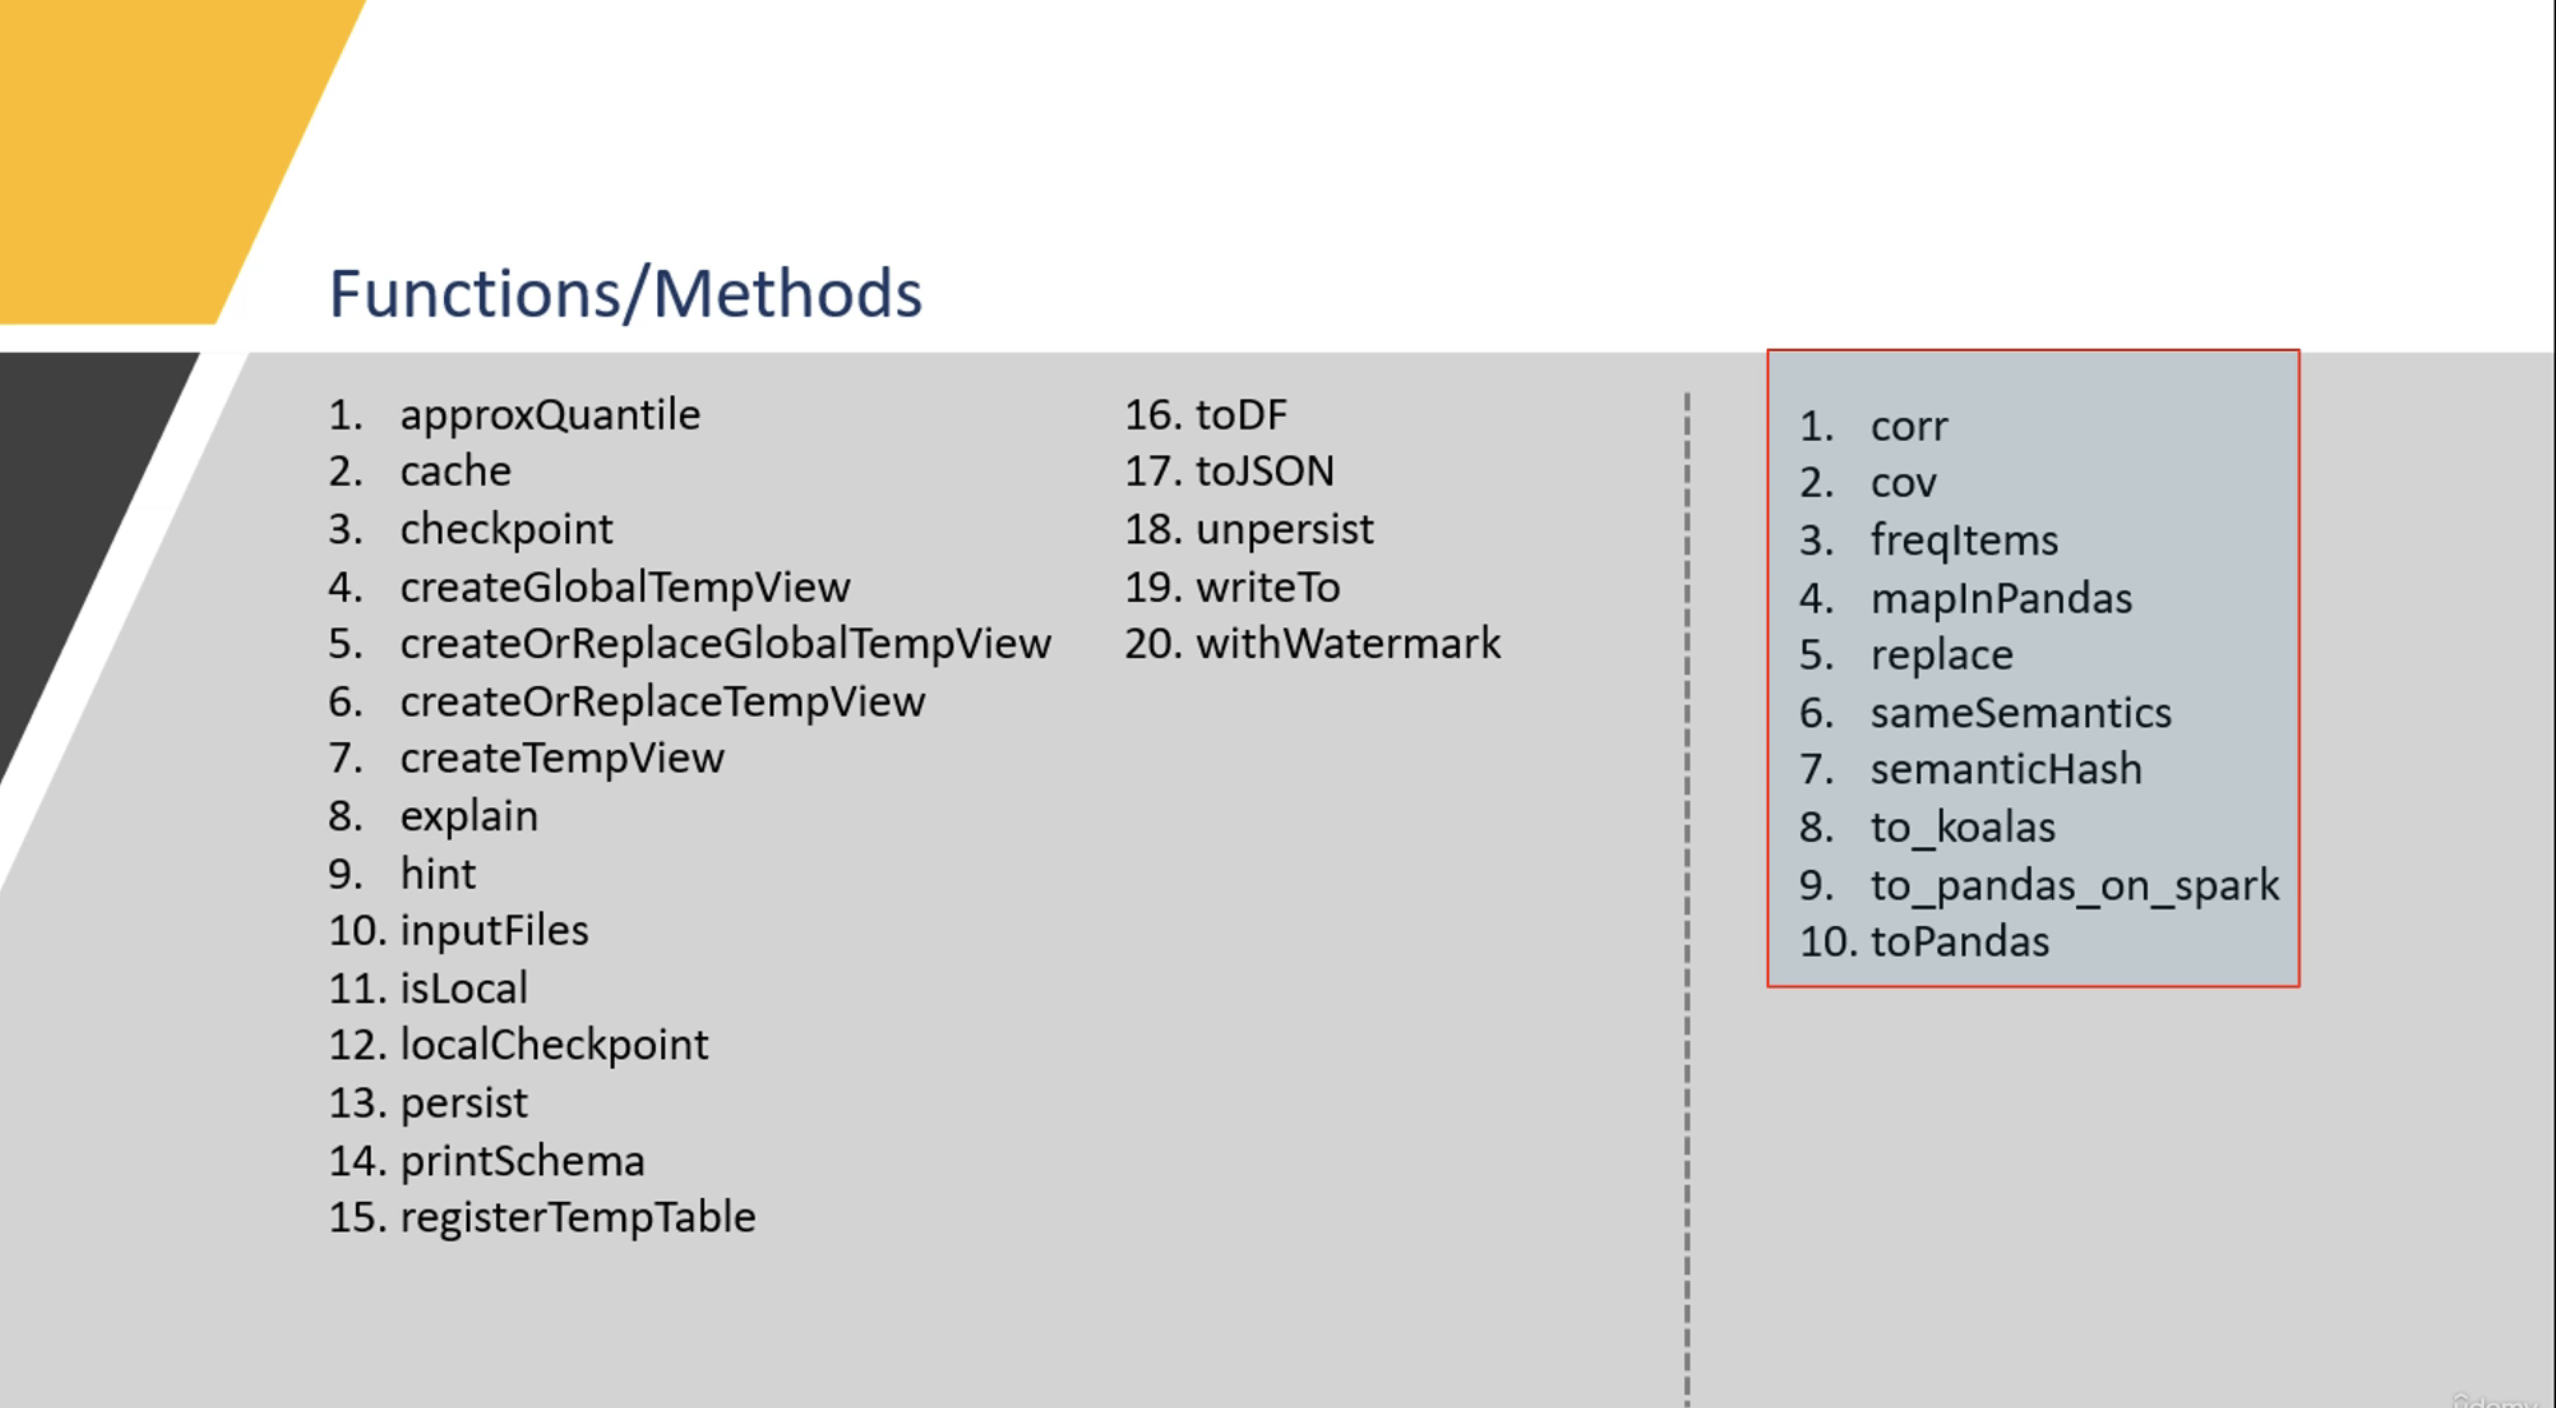 Functions/Methods
1. approxQuantile
2. cache
3. checkpoint
4. createGlobalTempView
5. createOrReplaceGlobalTempView
6. createOrReplaceTempView
7. createTempView
8. explain
9. hint
10. inputFiles
11. isLocal
12. localCheckpoint
13. persist
14. printSchema
15. registerTempTable
16. toDF
17. toJSON
18. unpersist
19. writeTo
20. withWatermark
1. corr
2. cov
3. freqItems
4. mapInPandas
5. replace
6. sameSemantics
7. semanticHash
8. to_koalas
9. to_pandas_on_spark
10. toPandas